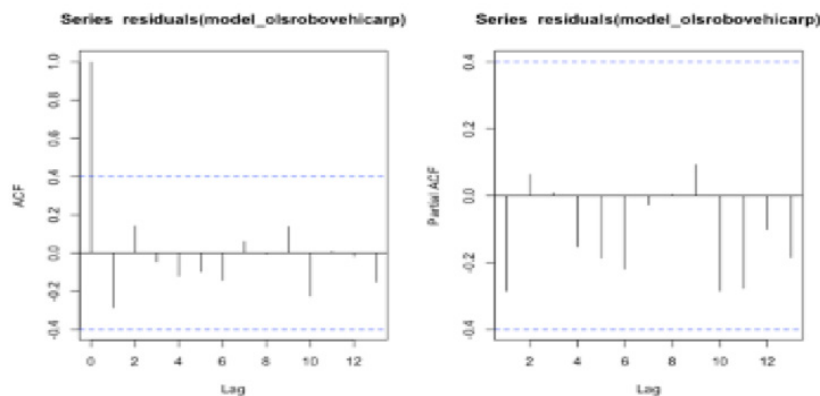 Series residuals(model_olsrobovehicarp)
ACF
1.0
0.8
0.6
0.4
0.2
0.0
-0.2
-0.4
0 2 4 6 8 10 12
Lag
Series residuals(model_olsrobovehicarp)
Partial ACF
0.4
0.2
0.0
-0.2
-0.4
2 4 6 8 10 12
Lag